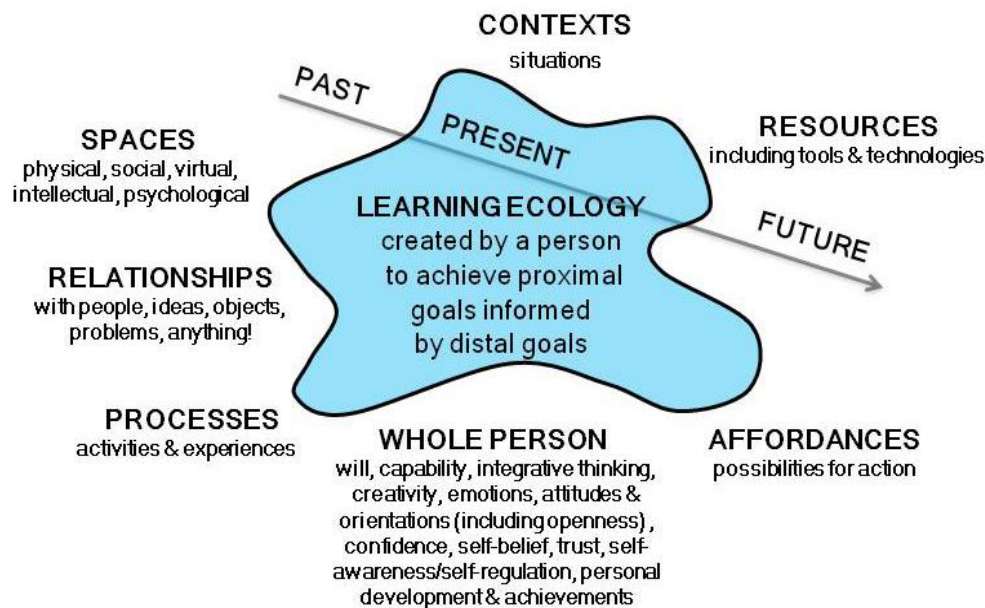 CONTEXTS
situations
PAST
PRESENT
FUTURE
SPACES
physical, social, virtual,
intellectual, psychological
RESOURCES
including tools & technologies
LEARNING ECOLOGY
created by a person
to achieve proximal
goals informed
by distal goals
RELATIONSHIPS
with people, ideas, objects,
problems, anything!
PROCESSES
activities & experiences
WHOLE PERSON
will, capability, integrative thinking,
creativity, emotions, attitudes &
orientations (including openness) ,
confidence, self-belief, trust, self-
awareness/self-regulation, personal
development & achievements
AFFORDANCES
possibilities for action